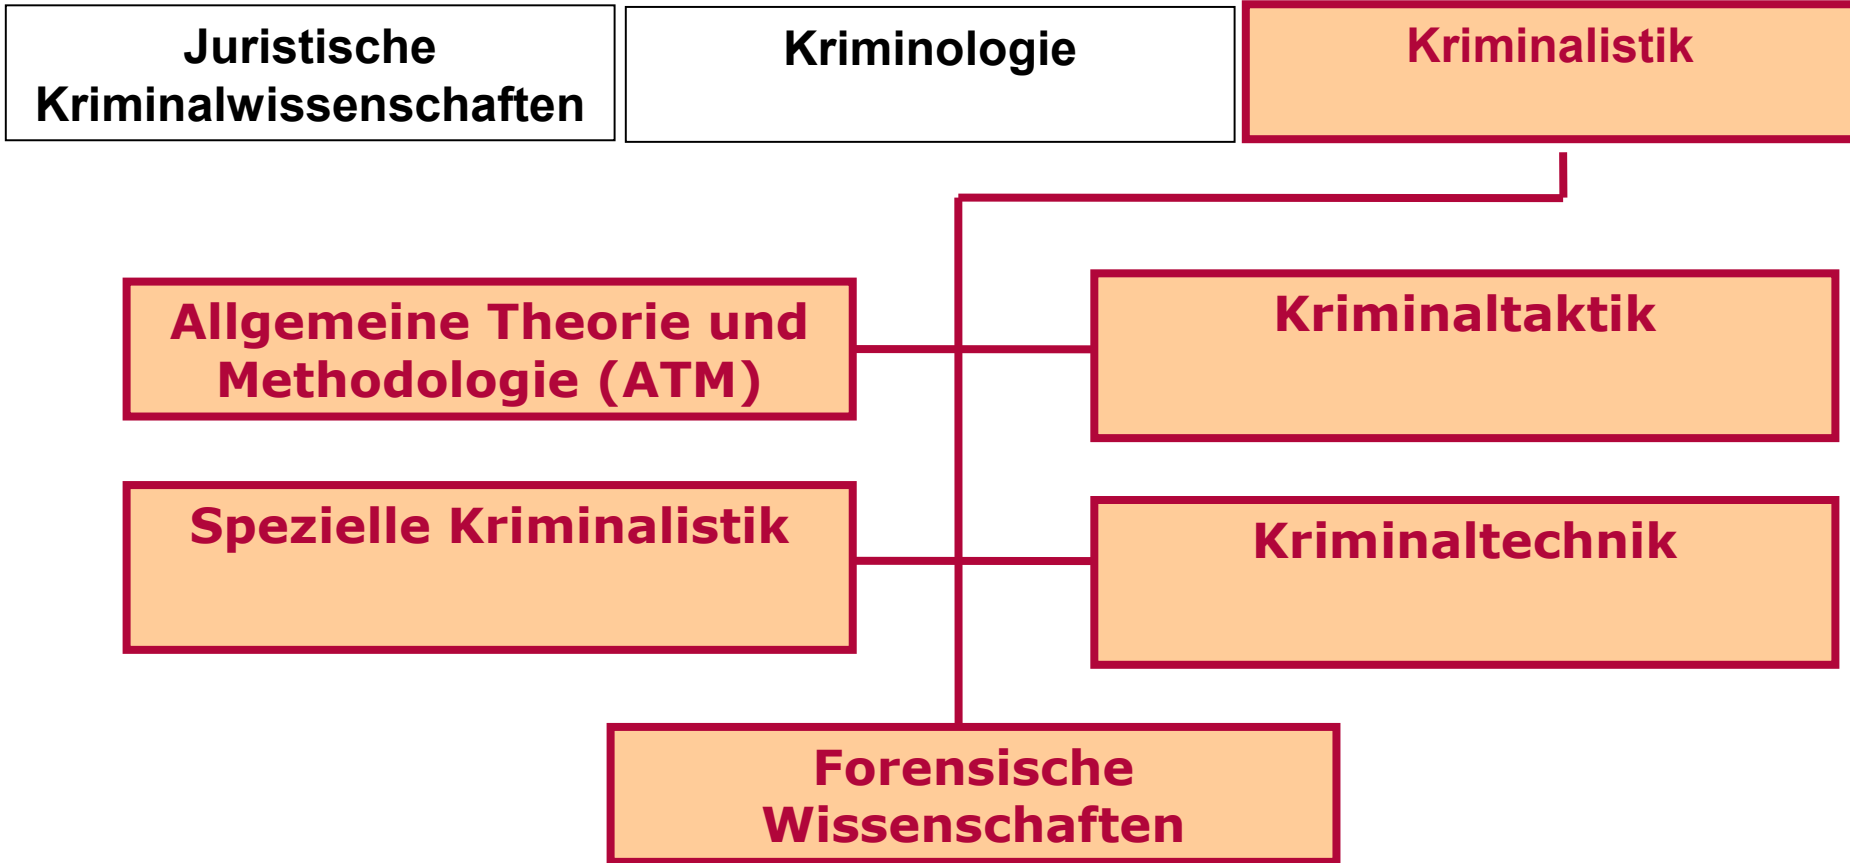 Juristische
Kriminalwissenschaften
Kriminologie
Kriminalistik
Allgemeine Theorie und
Methodologie (ATM)
Kriminaltaktik
Spezielle Kriminalistik
Kriminaltechnik
Forensische
Wissenschaften